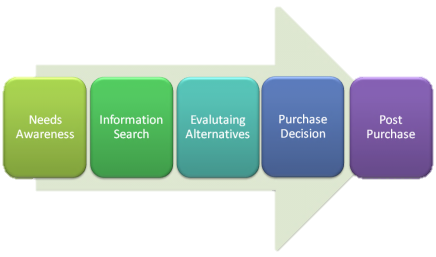 Needs
Awareness
Information
Search
Evalutaing
Alternatives
Purchase
Decision
Post
Purchase